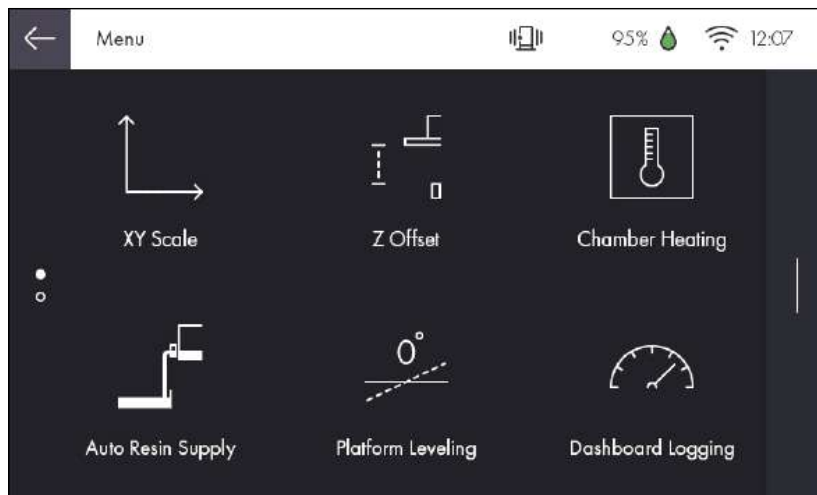 Menu 95% 12:07
XY Scale Z Offset Chamber Heating
0°
Auto Resin Supply Platform Leveling Dashboard Logging